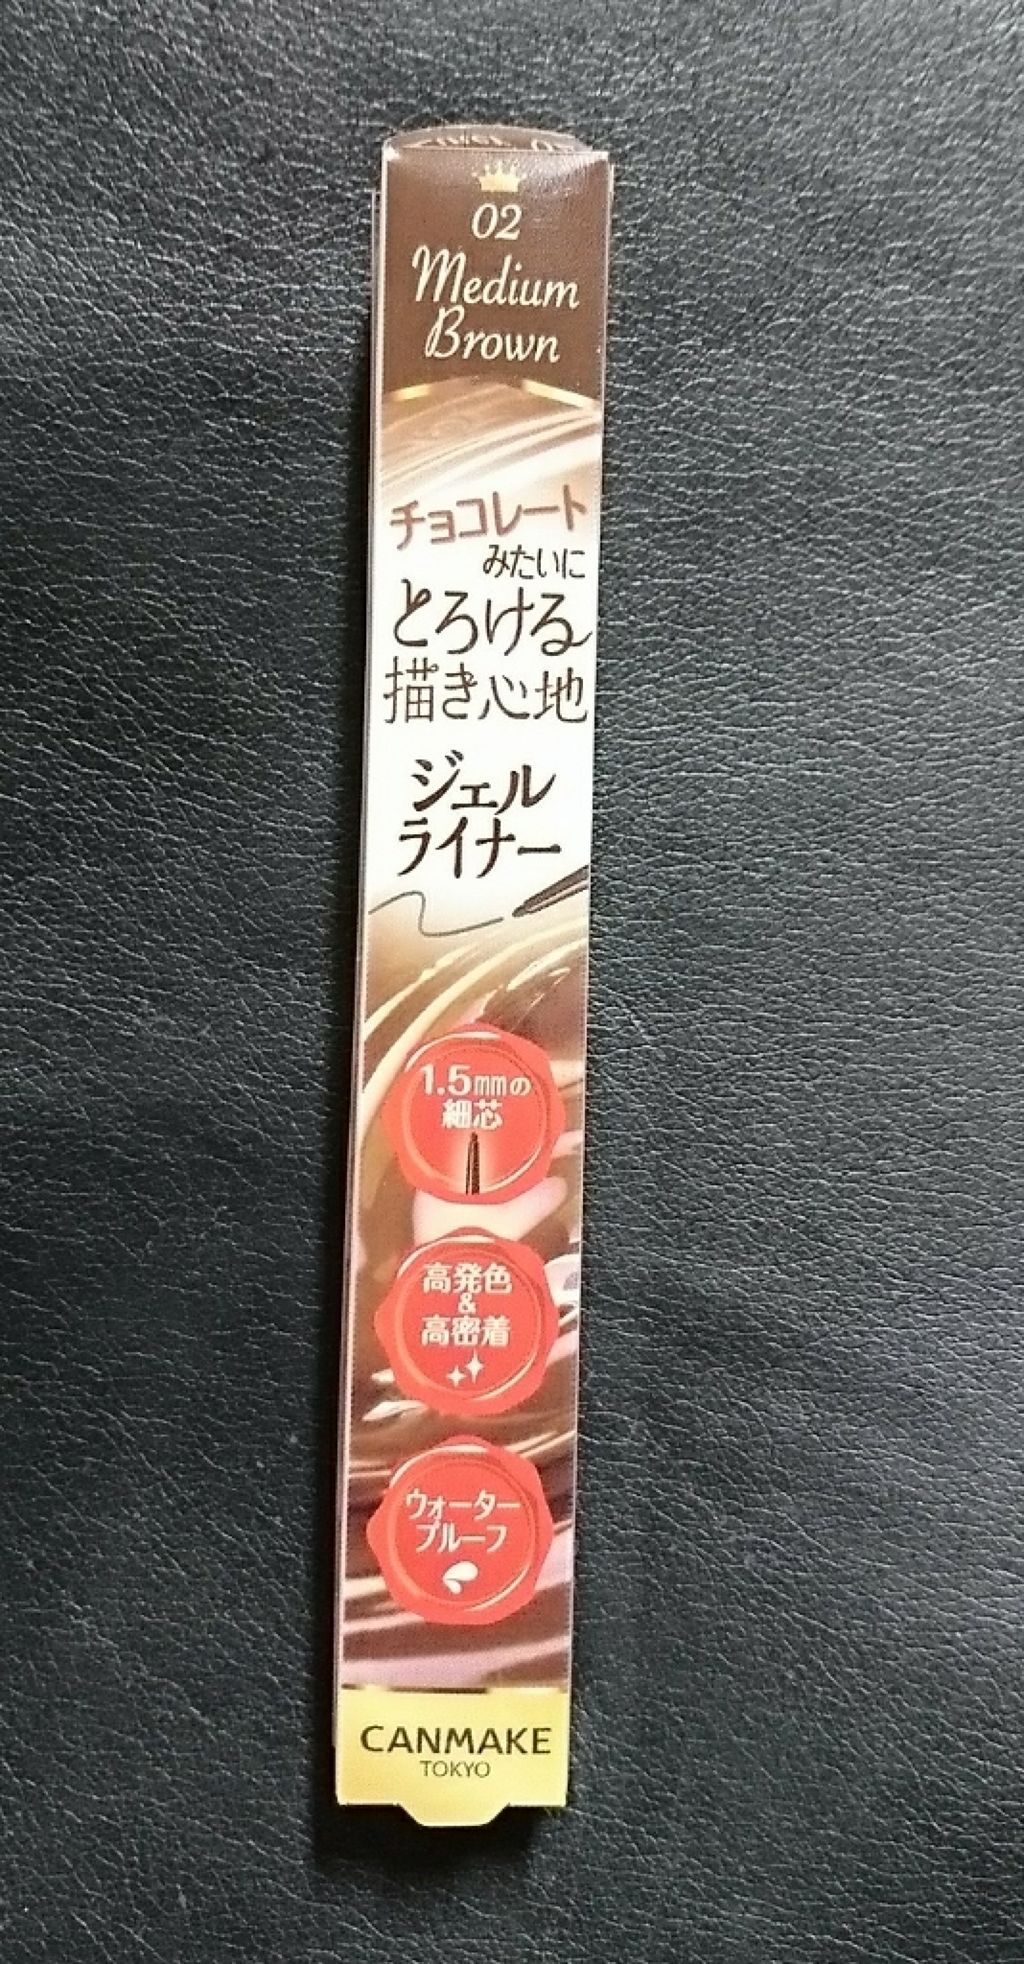 02
Medium
Brown
チョコレート
みたいに
とろける
描き心地
ジェル
ライナー
1.5mmの
細芯
高発色
&
高密着
ウォーター
プルーフ
CANMAKE
TOKYO